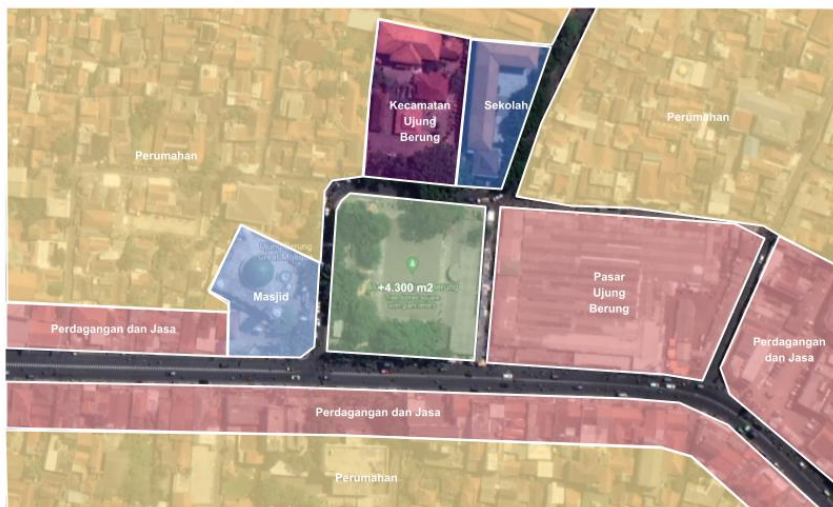 Kecamatan
Ujung
Berung
Sekolah
Perumahan
Perumahan
+4.300 m2
Pasar
Ujung
Berung
Masjid
Perdagangan dan Jasa
Perdagangan
dan Jasa
Perdagangan dan Jasa
Perumahan